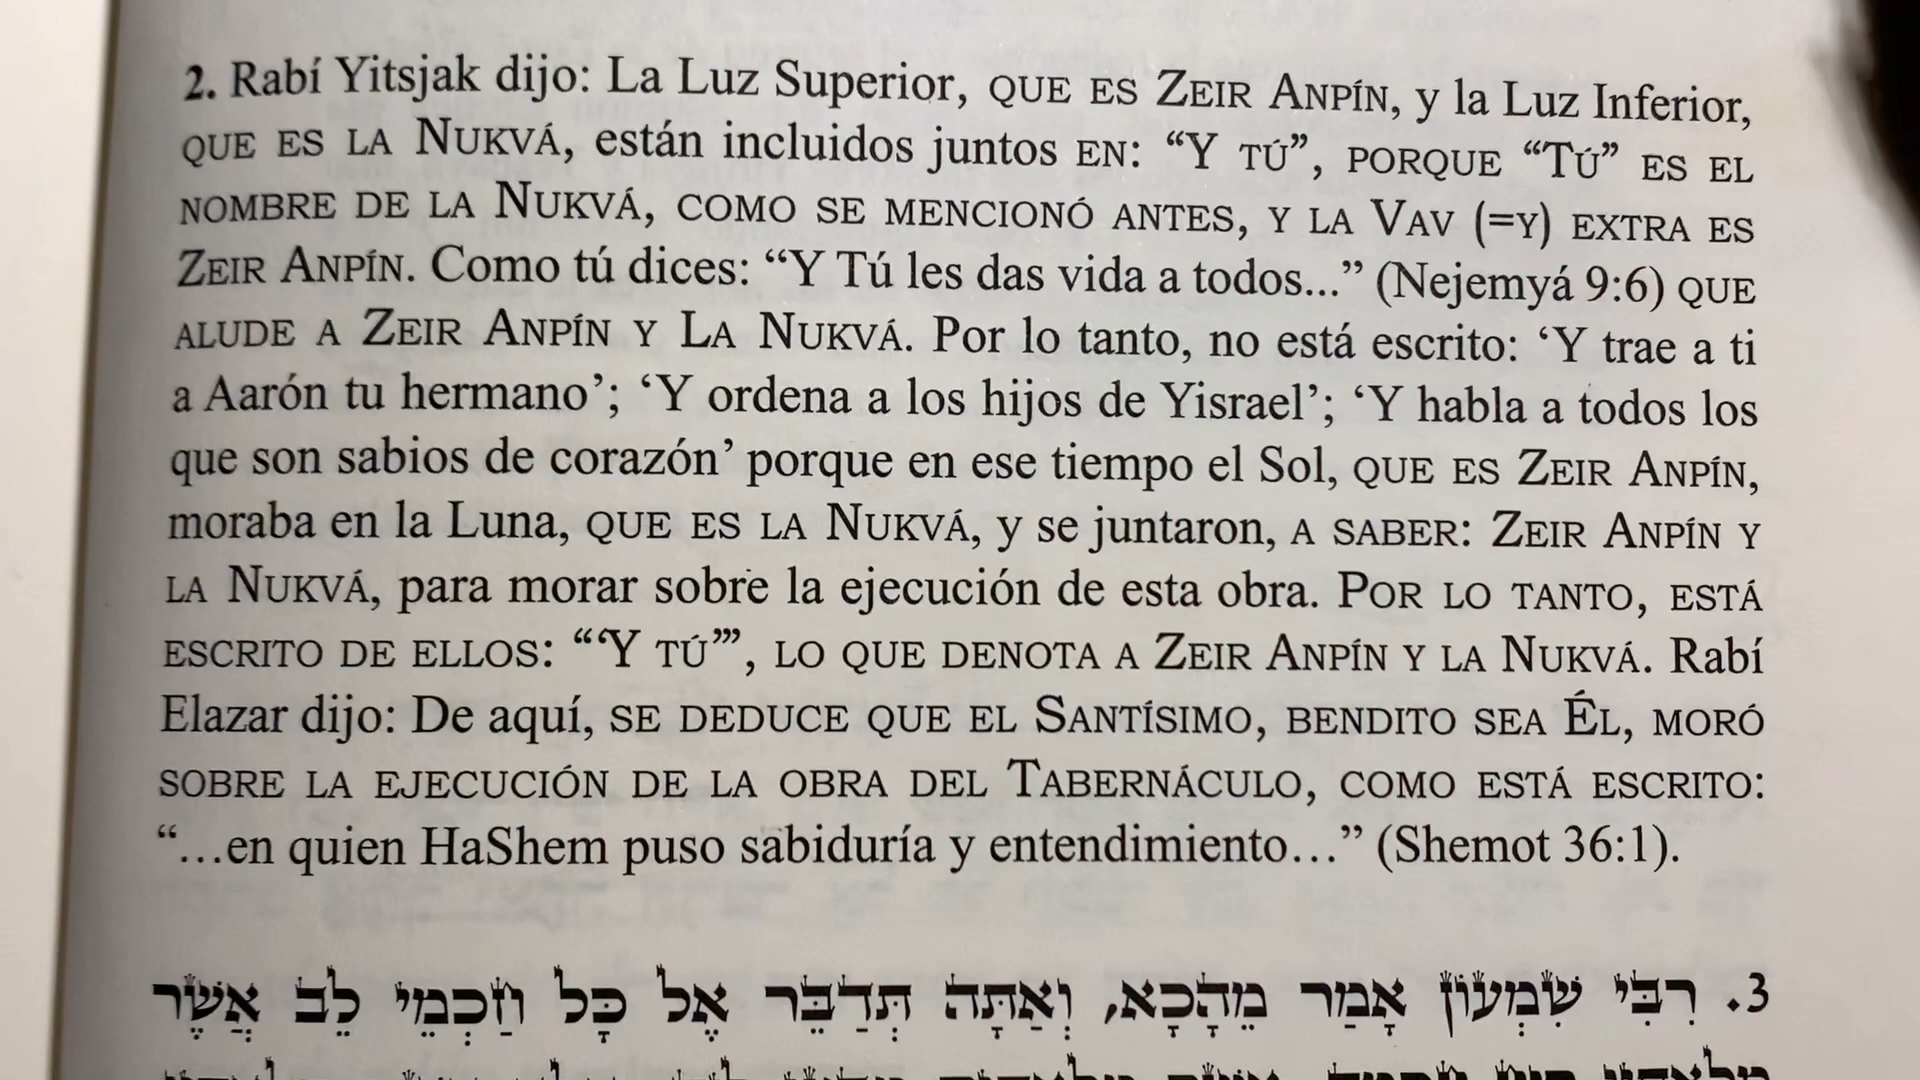 2. Rabí Yitsjak dijo: La Luz Superior, QUE ES ZEIR ANPÍN, y la Luz Inferior,
QUE ES LA NUKVÁ, están incluidos juntos EN: “Y TÚ”, PORQUE “TÚ” ES EL
NOMBRE DE LA NUKVÁ, COMO SE MENCIONÓ ANTES, Y LA VAV (=Y) EXTRA ES
ZEIR ANPÍN. Como tú dices: “Y Tú les das vida a todos...” (Nejemyá 9:6) QUE
ALUDE A ZEIR ANPÍN Y LA NUKVÁ. Por lo tanto, no está escrito: ‘Y trae a ti
a Aarón tu hermano’; ‘Y ordena a los hijos de Yisrael’; ‘Y habla a todos los
que son sabios de corazón’ porque en ese tiempo el Sol, QUE ES ZEIR ANPÍN,
moraba en la Luna, QUE ES LA NUKVÁ, y se juntaron, A SABER: ZEIR ANPÍN Y
LA NUKVÁ, para morar sobre la ejecución de esta obra. POR LO TANTO, ESTÁ
ESCRITO DE ELLOS: “‘Y TÚ’”, LO QUE DENOTA A ZEIR ANPÍN Y LA NUKVÁ. Rabí
Elazar dijo: De aquí, SE DEDUCE QUE EL SANTÍSIMO, BENDITO SEA ÉL, MORÓ
SOBRE LA EJECUCIÓN DE LA OBRA DEL TABERNÁCULO, COMO ESTÁ ESCRITO:
“...en quien HaShem puso sabiduría y entendimiento...” (Shemot 36:1).
3. רִבִּי שִׁמְעוֹן אָמַר מֵהָכָא, וְאַתָּה תְּדַבֵּר אֶל כָּל חַכְמֵי לֵב אֲשֶׁר